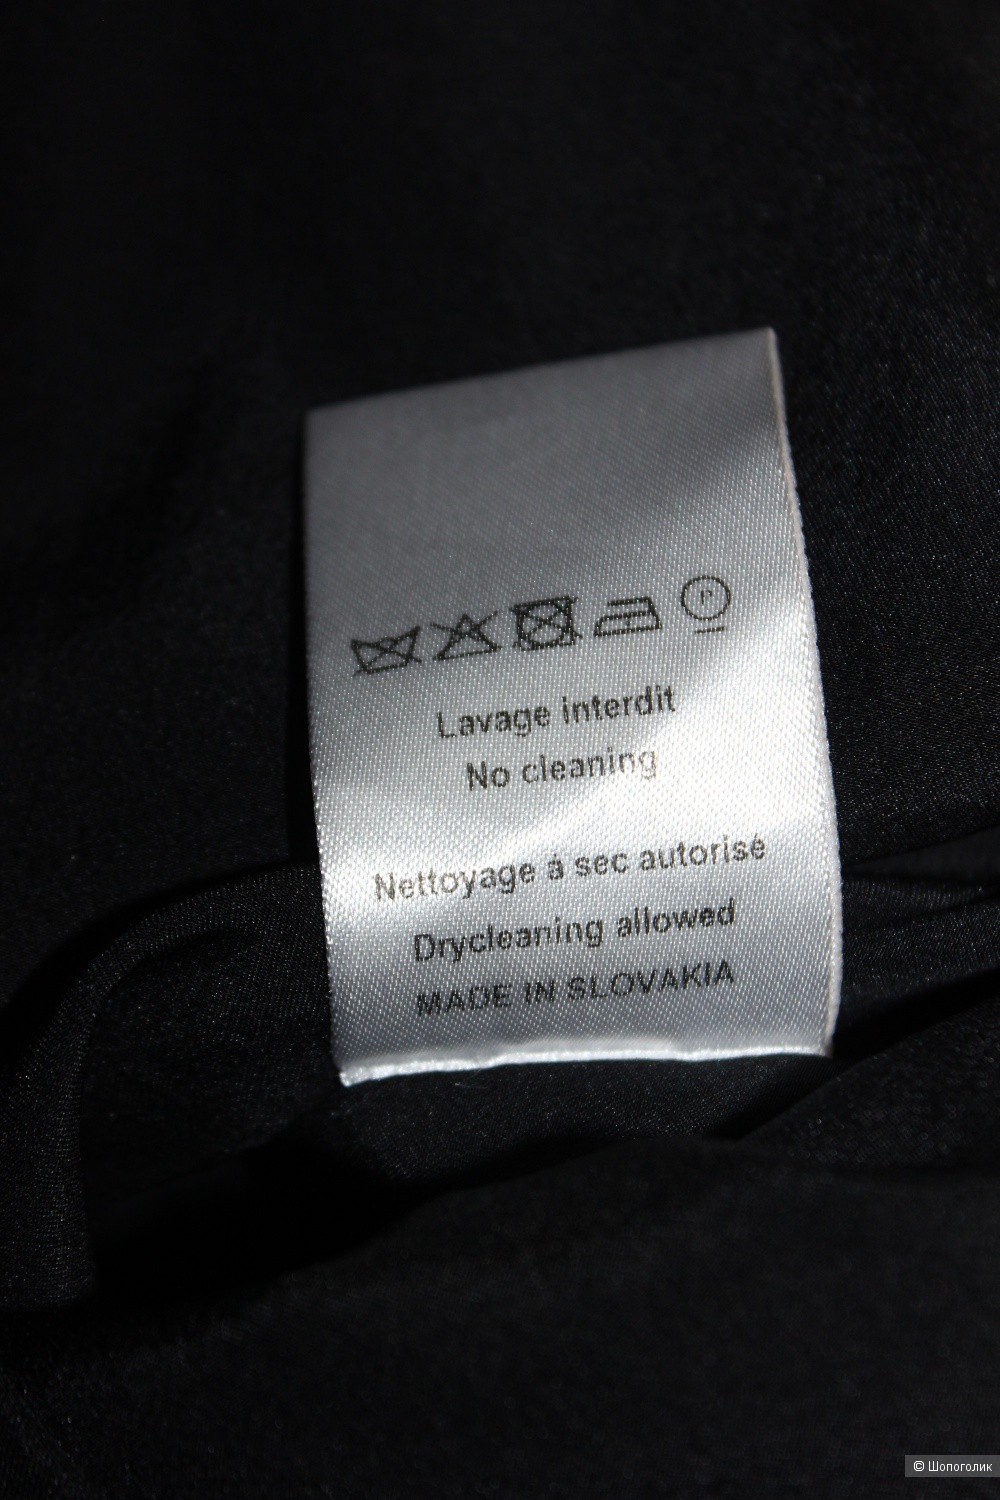 P
Lavage interdit
No cleaning
Nettoyage à sec autorisé
Drycleaning allowed
MADE IN SLOVAKIA
© Шопоголик